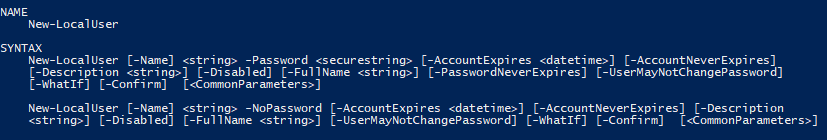 NAME
New-LocalUser
SYNTAX
New-LocalUser [-Name] <string> -Password <securestring> [-AccountExpires <datetime>] [-AccountNeverExpires]
[-Description <string>] [-Disabled] [-FullName <string>] [-PasswordNeverExpires] [-UserMayNotChangePassword]
[-WhatIf] [-Confirm]  [<CommonParameters>]
New-LocalUser [-Name] <string> -NoPassword [-AccountExpires <datetime>] [-AccountNeverExpires] [-Description
<string>] [-Disabled] [-FullName <string>] [-UserMayNotChangePassword] [-WhatIf] [-Confirm]  [<CommonParameters>]